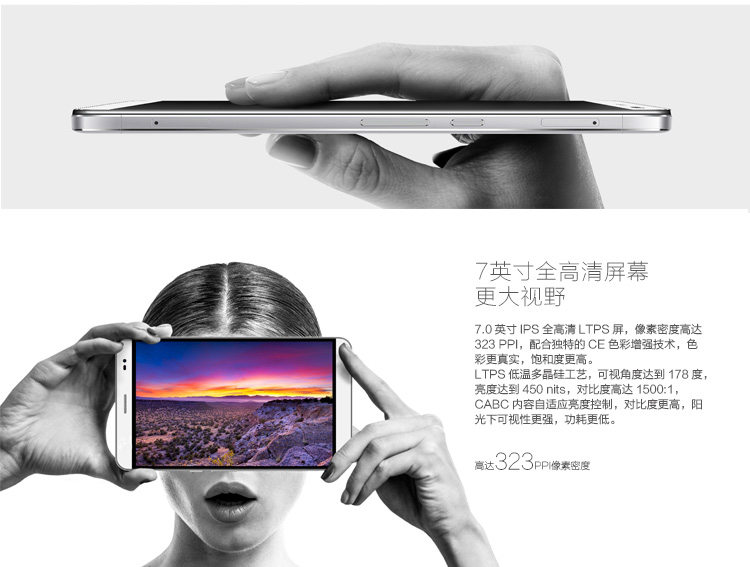 7英寸全高清屏幕
更大视野
7.0 英寸 IPS 全高清 LTPS 屏，像素密度高达
323 PPI，配合独特的 CE 色彩增强技术，色
彩更真实，饱和度更高。
LTPS 低温多晶硅工艺，可视角度达到 178 度，
亮度达到 450 nits，对比度高达 1500:1，
CABC 内容自适应亮度控制，对比度更高，阳
光下可视性更强，功耗更低。
高达323PPI像素密度